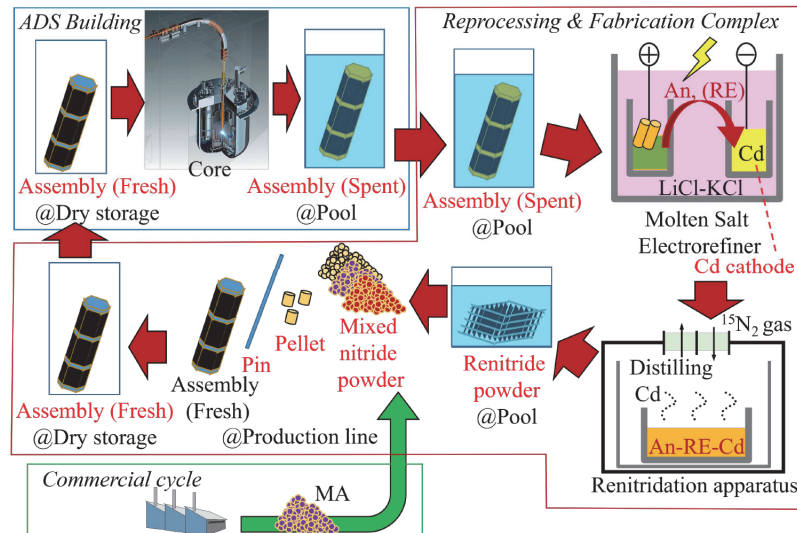 ADS Building
Reprocessing & Fabrication Complex
Core
Assembly (Fresh)
@Dry storage
Assembly (Spent)
@Pool
Assembly (Spent)
@Pool
+
−
An, (RE)
Cd
LiCl-KCl
Molten Salt
Electrorefiner
Cd cathode
15N2 gas
Distilling
Cd
An-RE-Cd
Renitridation apparatus
Renitride
powder
@Pool
Mixed
nitride
powder
Pellet
Pin
Assembly
(Fresh)
@Production line
Assembly (Fresh)
@Dry storage
Commercial cycle
MA